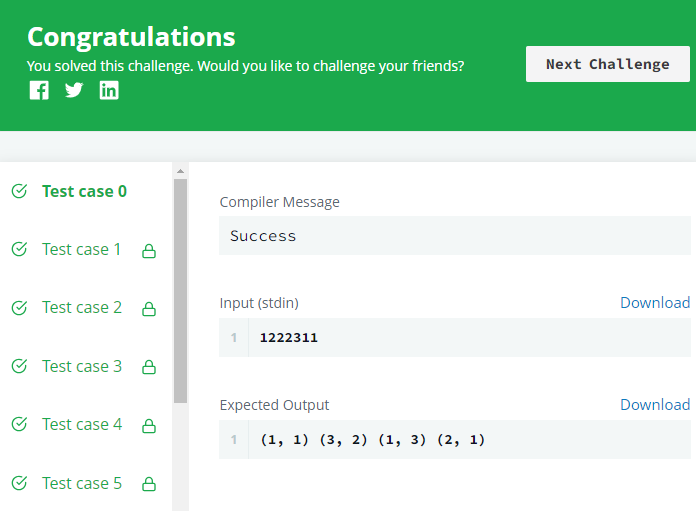 Congratulations
You solved this challenge. Would you like to challenge your friends?
Next Challenge
Test case 0
Test case 1
Test case 2
Test case 3
Test case 4
Test case 5
Compiler Message
Success
Input (stdin)
Download
1 1222311
Expected Output
Download
1 (1, 1) (3, 2) (1, 3) (2, 1)